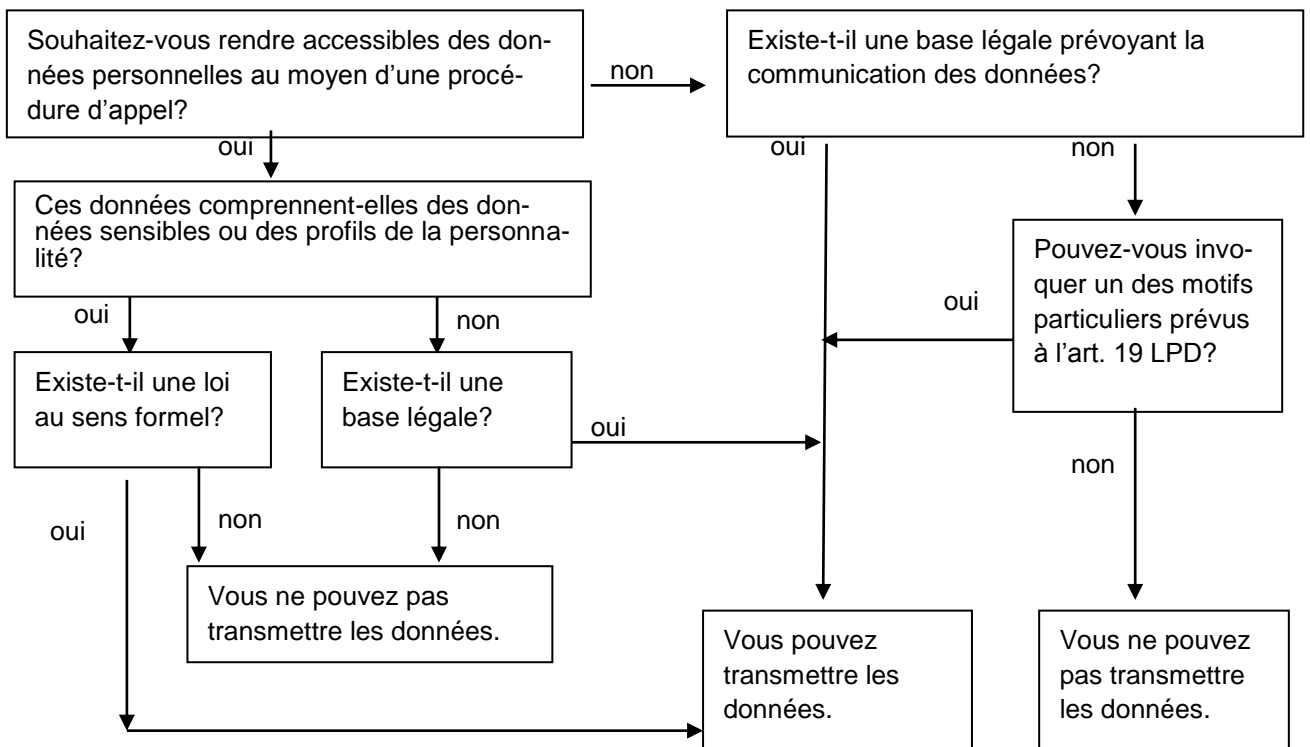 Souhaitez-vous rendre accessibles des don-
nées personnelles au moyen d’une procé-
dure d’appel?
non
Existe-t-il une base légale prévoyant la
communication des données?
oui
oui
non
Ces données comprennent-elles des don-
nées sensibles ou des profils de la personna-
lité?
Pouvez-vous invo-
quer un des motifs
particuliers prévus
à l’art. 19 LPD?
oui
oui
non
Existe-t-il une loi
au sens formel?
Existe-t-il une
base légale?
oui
non
oui
non
non
Vous ne pouvez pas
transmettre les données.
Vous pouvez
transmettre les
données.
Vous ne pouvez
pas transmettre
les données.